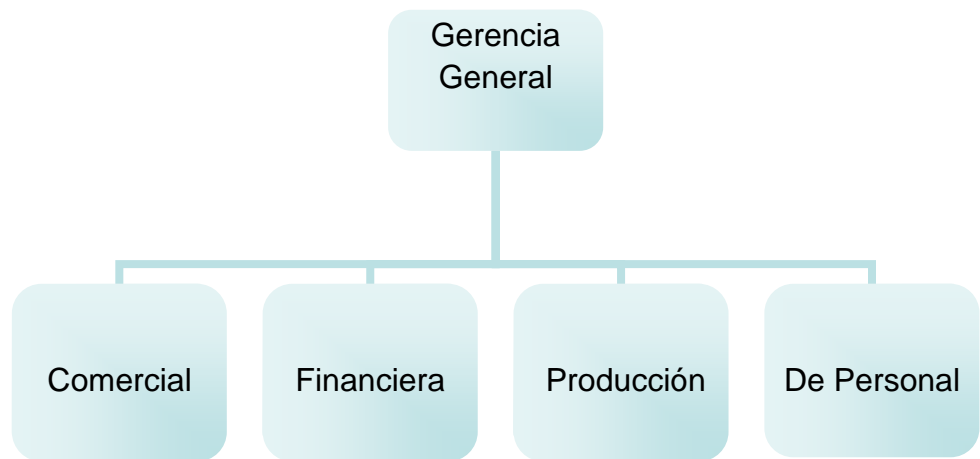 Gerencia
General
Comercial
Financiera
Producción
De Personal